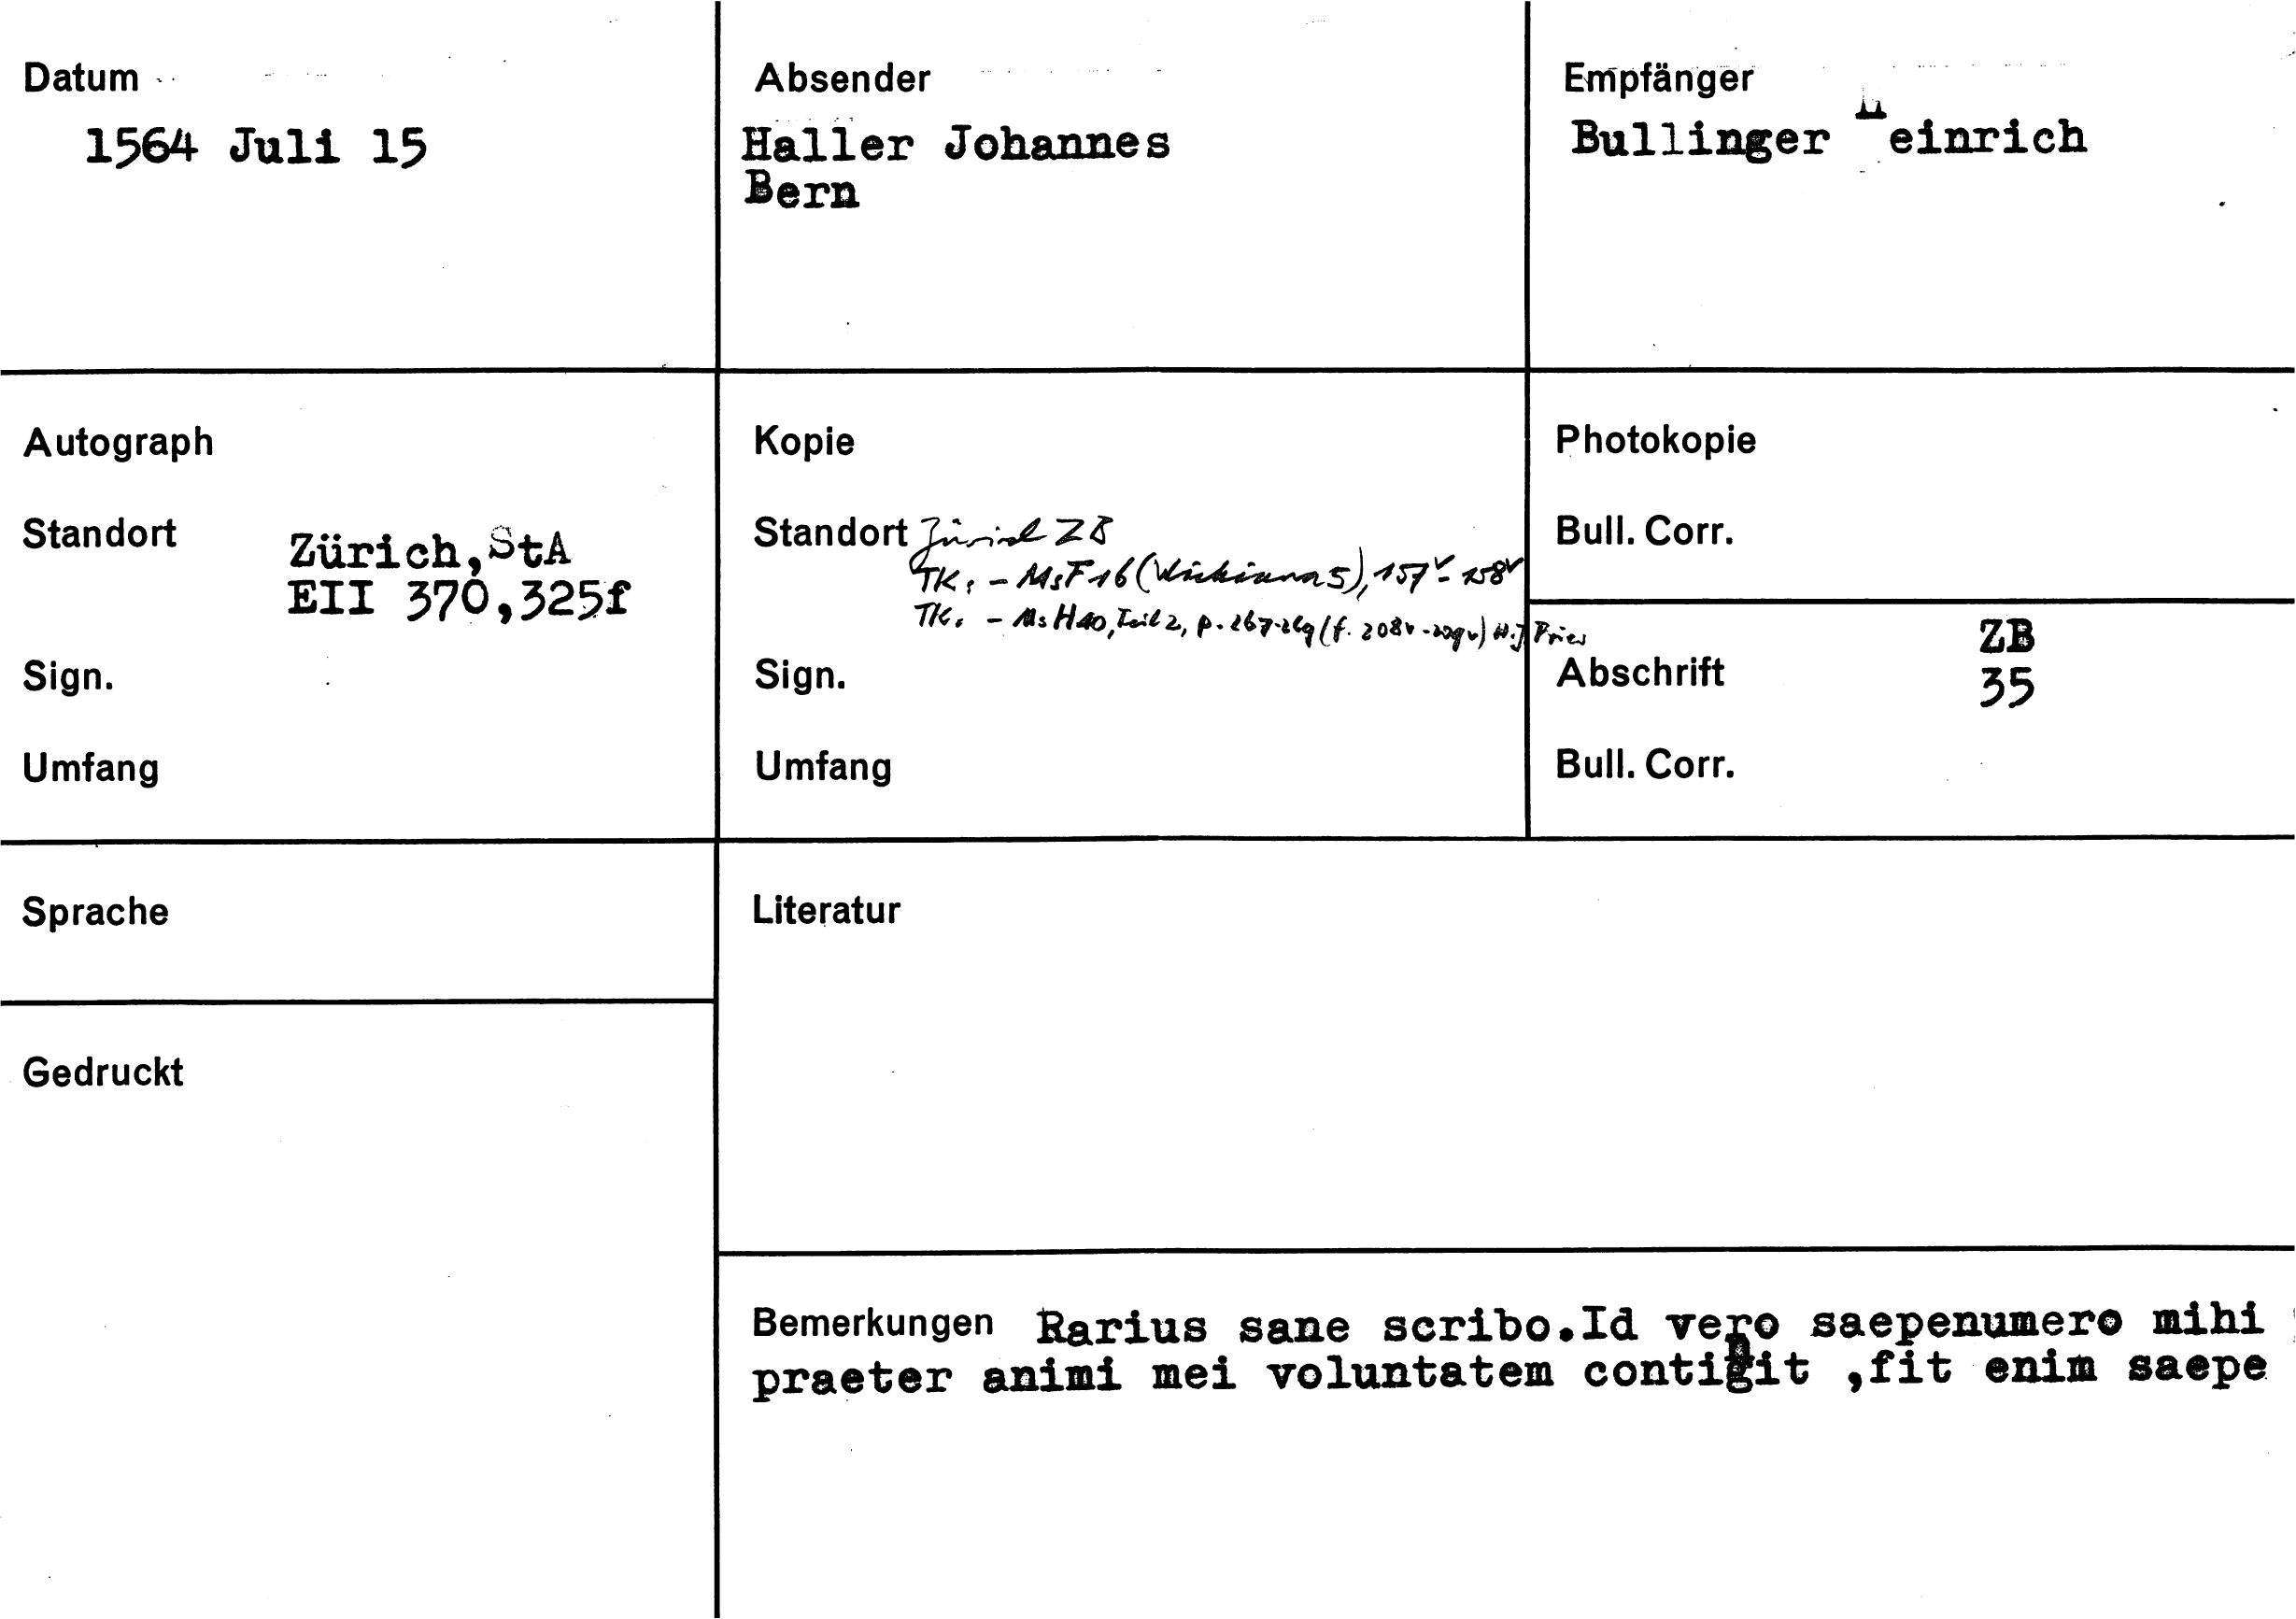 Datum
1564 Juli 15
Absender
Haller Johannes
Bern
Empfänger
Bullinger Heinrich
Autograph
Standort Zürich, StA
EII 370,325f
Sign.
Umfang
Kopie
Standort Zürich ZB
TK: - Ms F 16 (Wickiana 5), 157v - 158v
TK: - Ms H 40, Teil 2, p. 267-269 (f. 208v - 209v) H.J. Fries
Sign.
Umfang
Photokopie
Bull. Corr.
Abschrift ZB
35
Bull. Corr.
Sprache
Gedruckt
Literatur
Bemerkungen Rarius sane scribo.Id vero saepenumero mihi
praeter animi mei voluntatem contigit ,fit enim saepe